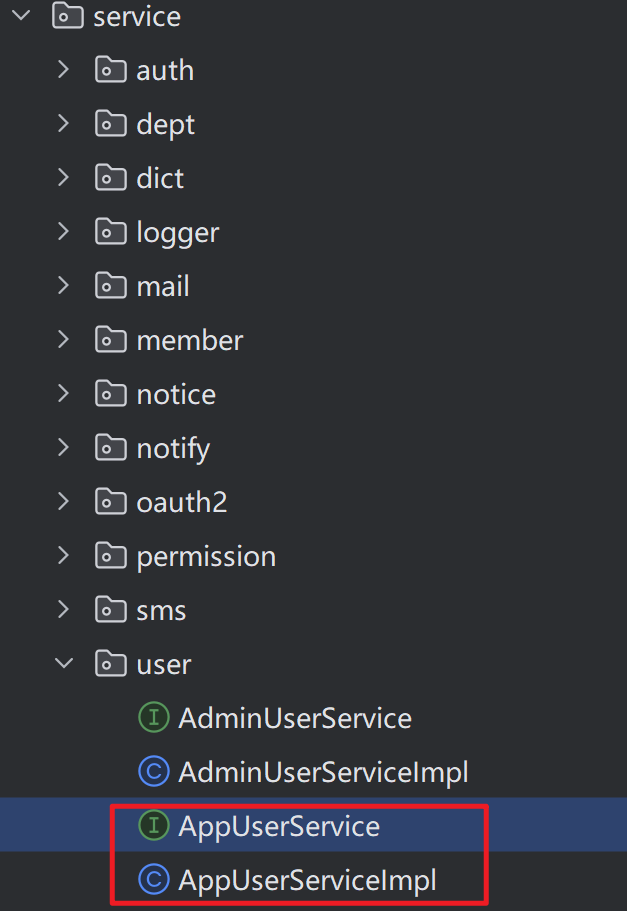 service
auth
dept
dict
logger
mail
member
notice
notify
oauth2
permission
sms
user
I AdminUserService
C AdminUserServiceImpl
I AppUserService
C AppUserServiceImpl